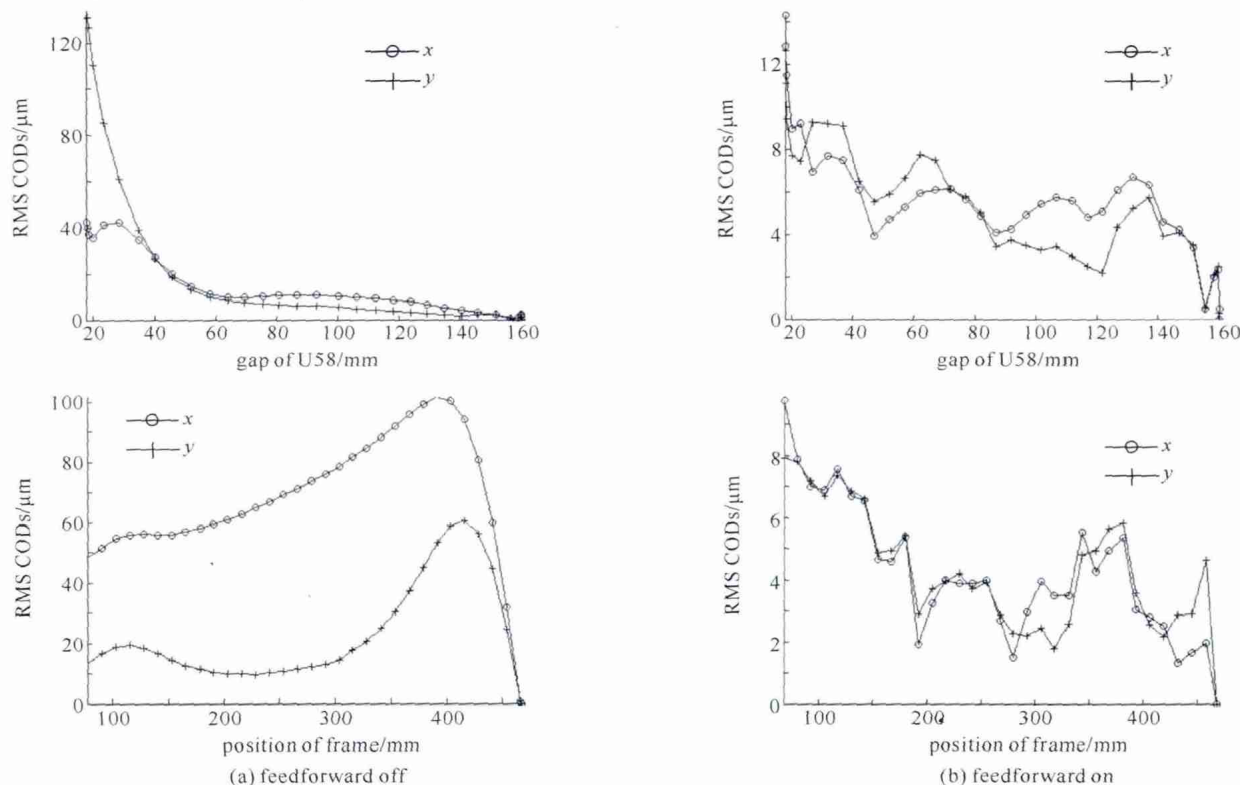 RMS CODs/μm
120
80
40
0
x
y
20 40 60 80 100 120 140 160
gap of U58/mm
RMS CODs/μm
12
8
4
0
x
y
20 40 60 80 100 120 140 160
gap of U58/mm
RMS CODs/μm
100
80
60
40
20
0
x
y
100 200 300 400
position of frame/mm
(a) feedforward off
RMS CODs/μm
8
6
4
2
0
x
y
100 200 300 400
position of frame/mm
(b) feedforward on